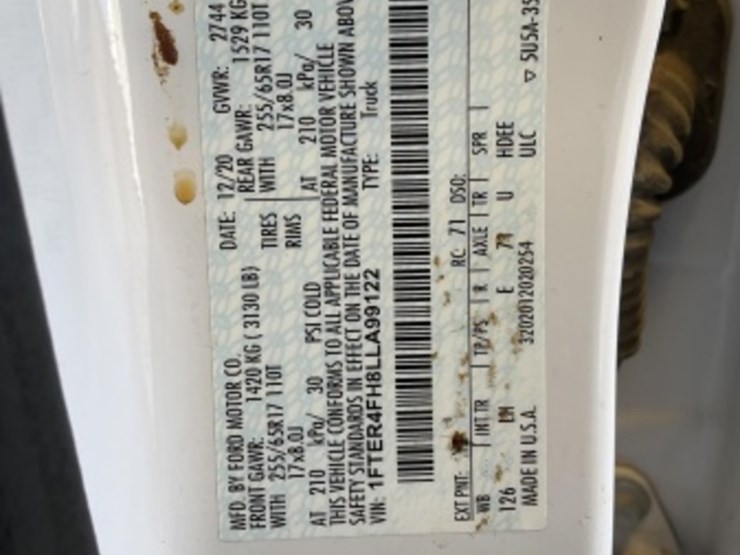 MFD. BY FORD MOTOR CO. DATE: 12/20 GVWR: 2744
FRONT GAWR: 1420 KG ( 3130 LB) REAR GAWR: 1529 KG
WITH 255/65R17 110T TIRES WITH 255/65R17 110T
17x8.0J RIMS 17x8.0J
AT 210 kPa/ 30 PSI COLD AT 210 kPa/ 30
THIS VEHICLE CONFORMS TO ALL APPLICABLE FEDERAL MOTOR VEHICLE
SAFETY STANDARDS IN EFFECT ON THE DATE OF MANUFACTURE SHOWN ABOV
VIN: 1FTER4FH8LLA99122 TYPE: Truck
EXT PNT: RC: 71 DSO:
WB INT TR TP/PS R AXLE TR SPR
126 E U HDEE
MADE IN U.S.A. 3202012020254 ULC
▽ 5U5A-35